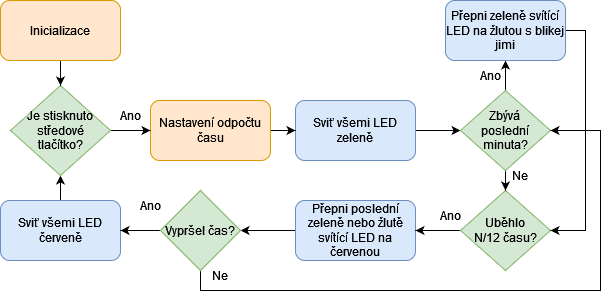 Inicializace
Přepni zeleně svítící
LED na žlutou s blikej
jimi
Ano
Je stisknuto
středové
tlačítko?
Ano
Nastavení odpočtu
času
Sviť všemi LED
zeleně
Zbývá
poslední
minuta?
Ne
Sviť všemi LED
červeně
Ano
Vypršel čas?
Přepni poslední
zeleně nebo žlutě
svítící LED na
červenou
Ano
Uběhlo
N/12 času?
Ne